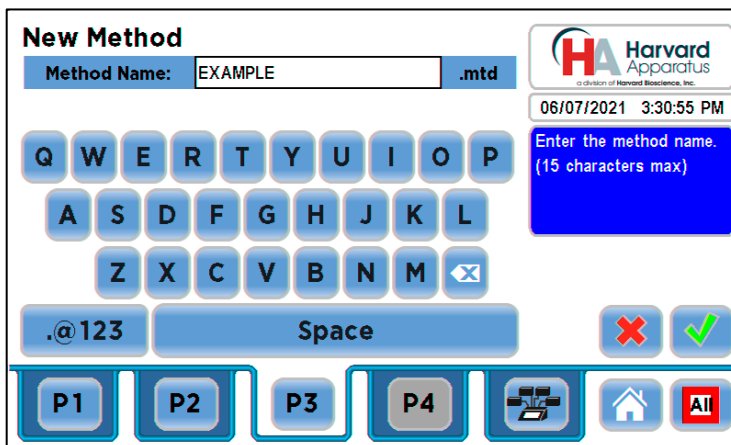 New Method
Method Name: EXAMPLE .mtd
HA Harvard
Apparatus
a division of Harvard Bioscience, Inc.
06/07/2021 3:30:55 PM
Enter the method name.
(15 characters max)
Q W E R T Y U I O P
A S D F G H J K L
Z X C V B N M
.@123 Space
P1 P2 P3 P4 All